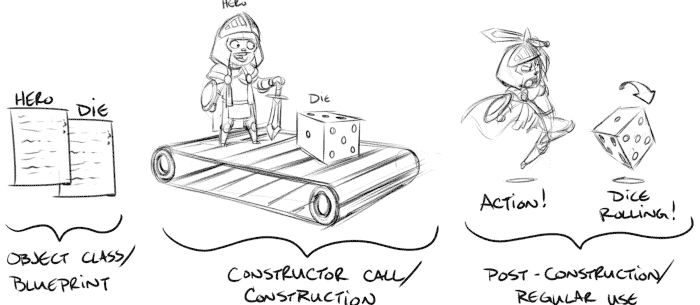 HERO
DIE
HERO
DIE
ACTION!
DICE
ROLLING!
OBJECT CLASS/
BLUEPRINT
CONSTRUCTOR CALL/
CONSTRUCTION
POST-CONSTRUCTION/
REGULAR USE